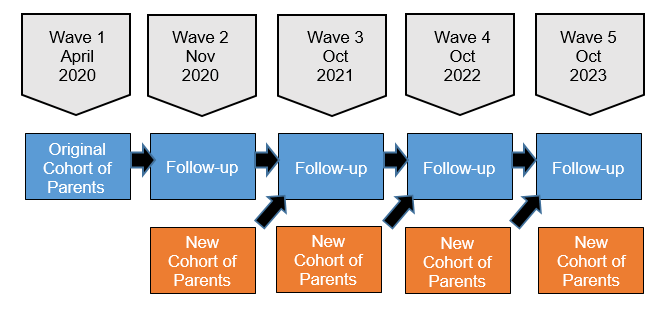 Wave 1
April
2020
Wave 2
Nov
2020
Wave 3
Oct
2021
Wave 4
Oct
2022
Wave 5
Oct
2023
Original
Cohort of
Parents
Follow-up
Follow-up
Follow-up
Follow-up
New
Cohort of
Parents
New
Cohort of
Parents
New
Cohort of
Parents
New
Cohort of
Parents